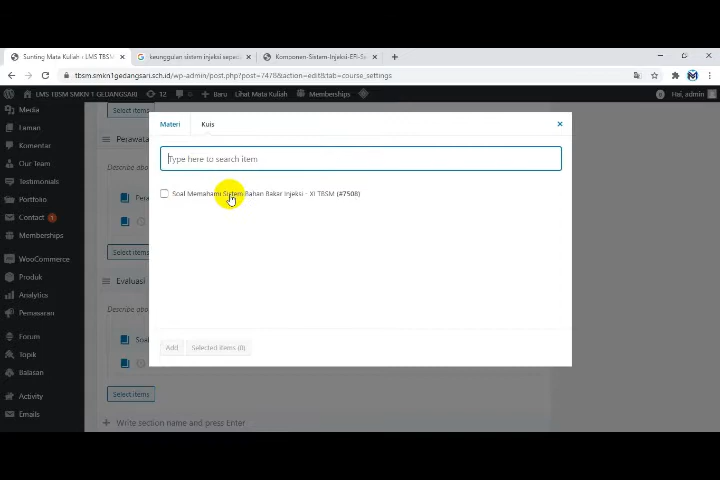 Sunting Mata Kuliah ‹ LMS TBSM
keunggulan sistem injeksi sepeda
Komponen-Sistem-Injeksi-EFI-Se
tbsm.smkn1gedangsari.sch.id/wp-admin/post.php?post=7478&action=edit&tab=course_settings
LMS TBSM SMKN 1 GEDANGSARI
12
Baru
Lihat Mata Kuliah
Memberships
Hai, admin
Media
Laman
Komentar
Our Team
Testimonials
Portfolio
Contact 1
Memberships
WooCommerce
Produk
Analytics
Pemasaran
Forum
Topik
Balasan
Activity
Emails
Select items
Perawata
Describe abo
Pera
Select items
Evaluasi
Describe abo
Soal
Select items
Write section name and press Enter
Materi
Kuis
×
Type here to search item
Soal Memahami Sistem Bahan Bakar Injeksi - XI TBSM (#7508)
Add
Selected items (0)